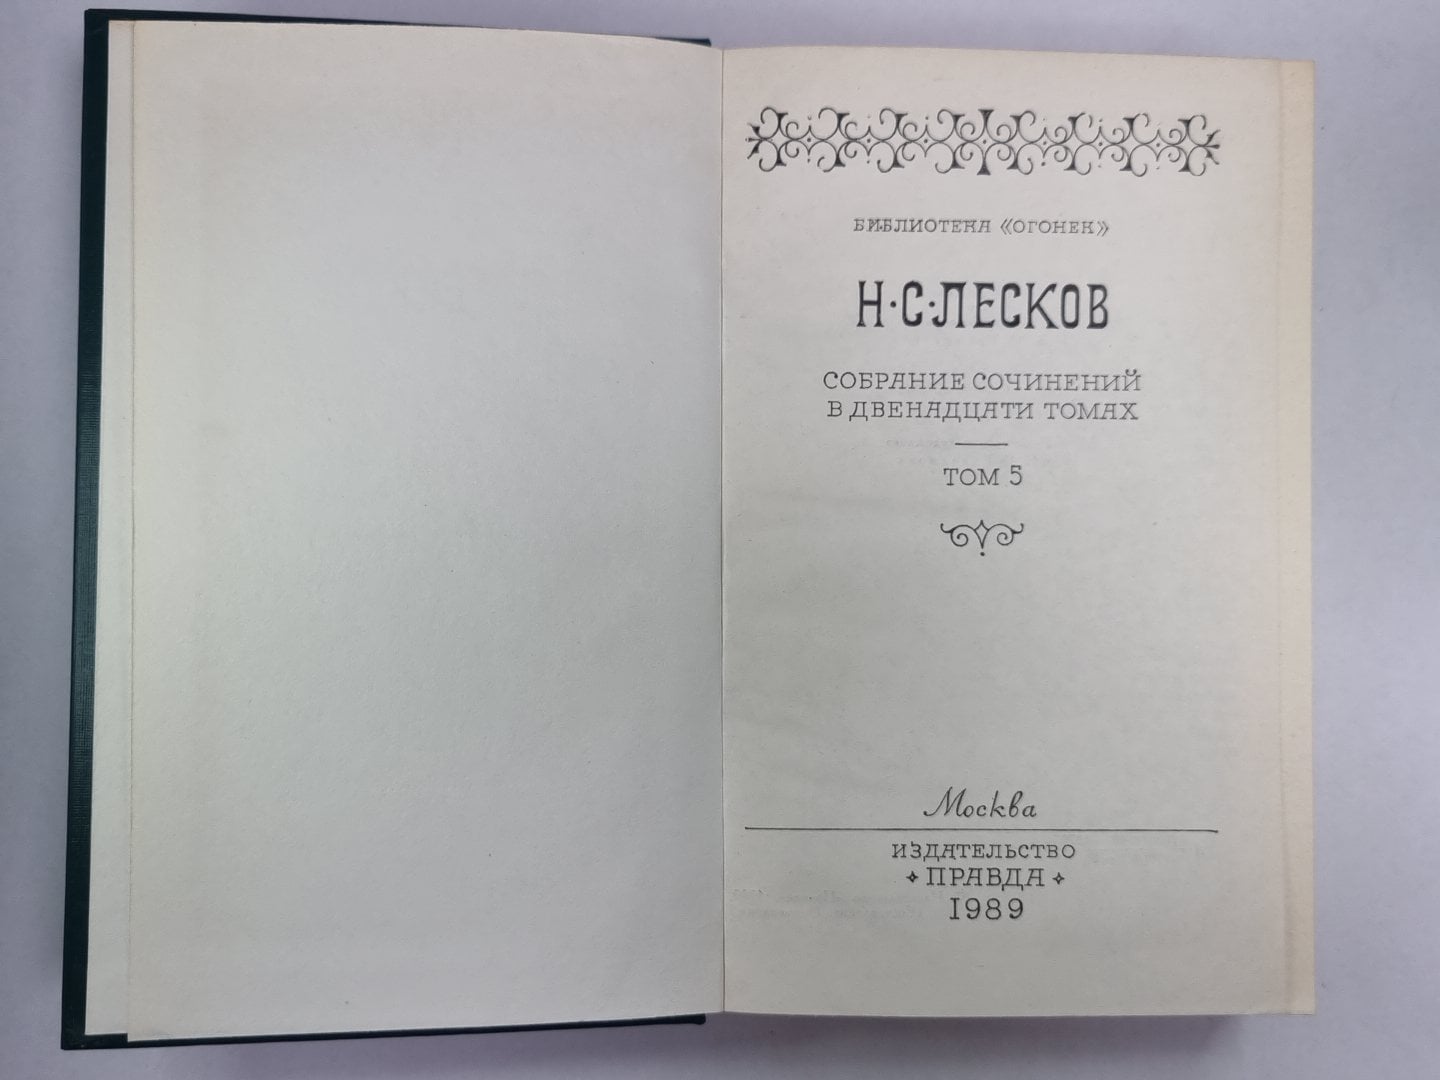 БИБЛИОТЕКА «ОГОНЕК»
Н·С·ЛЕСКОВ
СОБРАНИЕ СОЧИНЕНИЙ
В ДВЕНАДЦАТИ ТОМАХ
ТОМ 5
Москва
ИЗДАТЕЛЬСТВО
ПРАВДА
1989